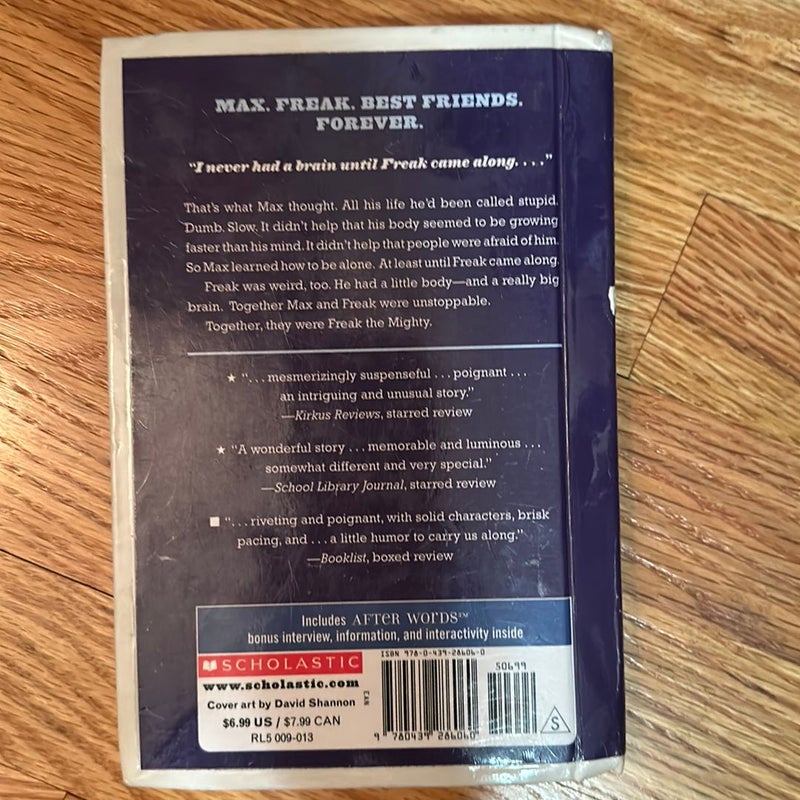 MAX. FREAK. BEST FRIENDS.
FOREVER.
“I never had a brain until Freak came along. . . .”
That's what Max thought. All his life he'd been called stupid.
Dumb. Slow. It didn't help that his body seemed to be growing
faster than his mind. It didn't help that people were afraid of him.
So Max learned how to be alone. At least until Freak came along.
Freak was weird, too. He had a little body—and a really big
brain. Together Max and Freak were unstoppable.
Together, they were Freak the Mighty.
★ “. . . mesmerizingly suspenseful . . . poignant . . .
an intriguing and unusual story.”
—Kirkus Reviews, starred review
★ “A wonderful story . . . memorable and luminous . . .
somewhat different and very special.”
—School Library Journal, starred review
■ “. . . riveting and poignant, with solid characters, brisk
pacing, and . . . a little humor to carry us along.”
—Booklist, boxed review
Includes AFTER WORDS™
bonus interview, information, and interactivity inside
SCHOLASTIC
www.scholastic.com
Cover art by David Shannon
$6.99 US / $7.99 CAN
RL5 009-013
EAN
ISBN 978-0-439-28606-0
50699
9 780439 286060
S